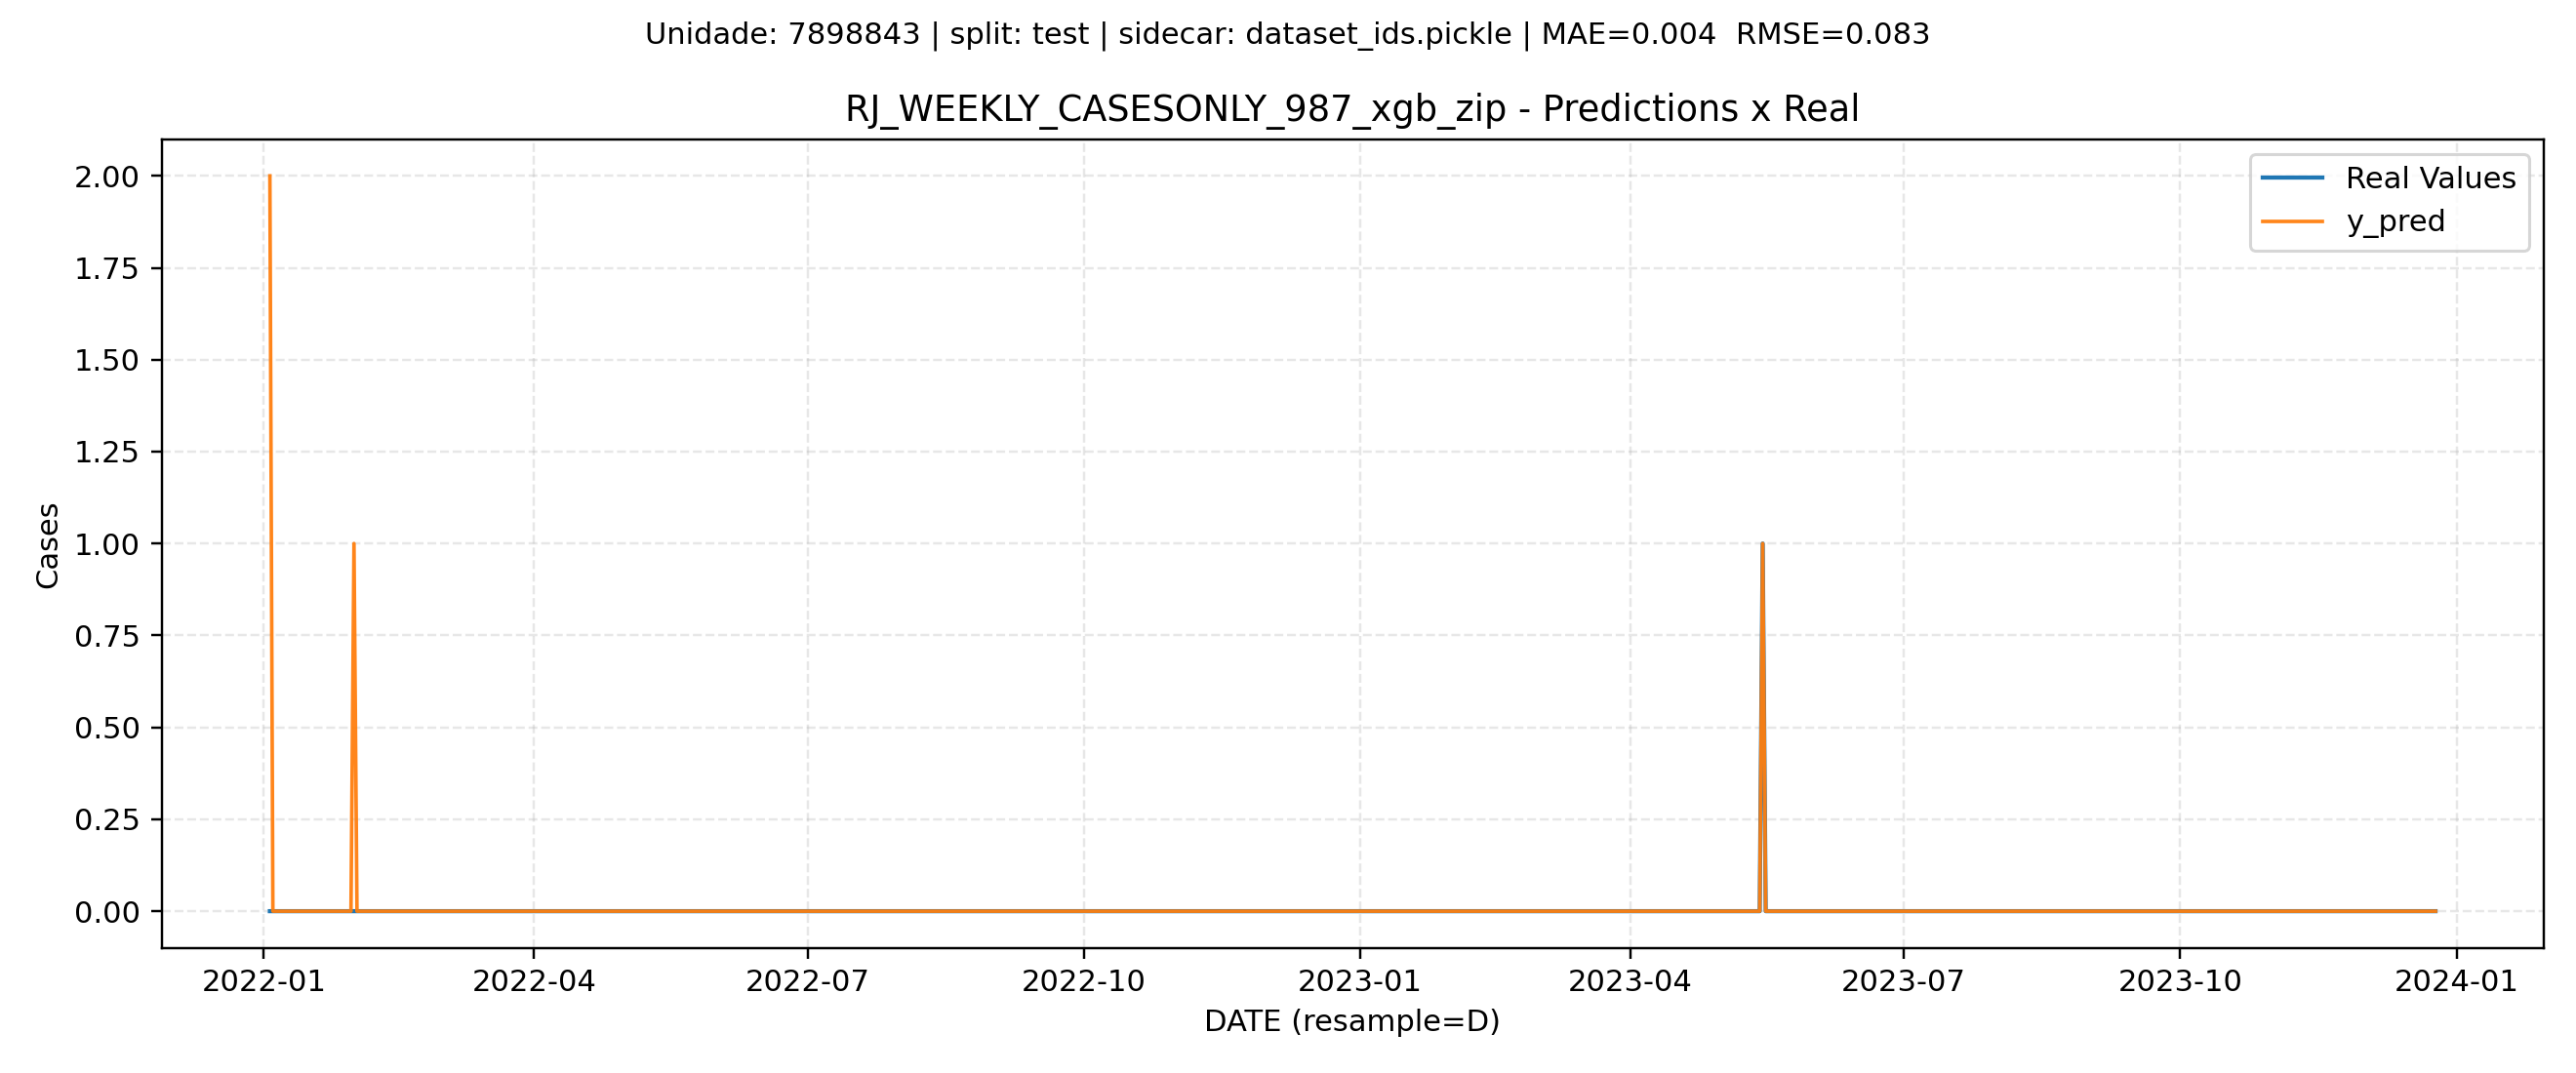 Unidade: 7898843 | split: test | sidecar: dataset_ids.pickle | MAE=0.004  RMSE=0.083
RJ_WEEKLY_CASESONLY_987_xgb_zip - Predictions x Real
Real Values
y_pred
Cases
2.00
1.75
1.50
1.25
1.00
0.75
0.50
0.25
0.00
2022-01 2022-04 2022-07 2022-10 2023-01 2023-04 2023-07 2023-10 2024-01
DATE (resample=D)